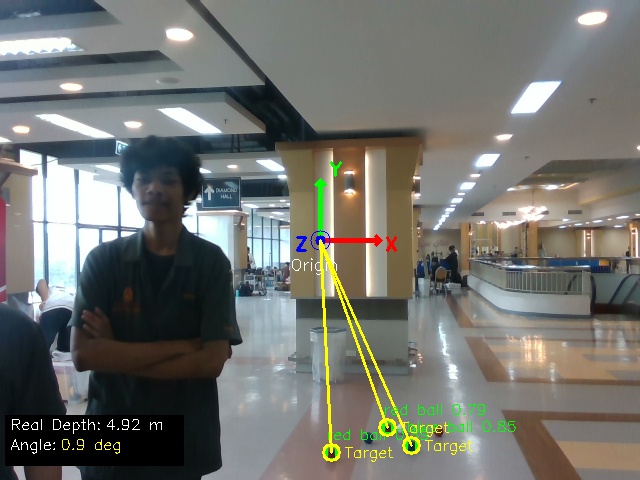 DIAMOND
HALL
Y
Z
X
Origin
red ball 0.79
ball 0.85
ed ball
Target
Target
Target
Real Depth: 4.92 m
Angle: 0.9 deg